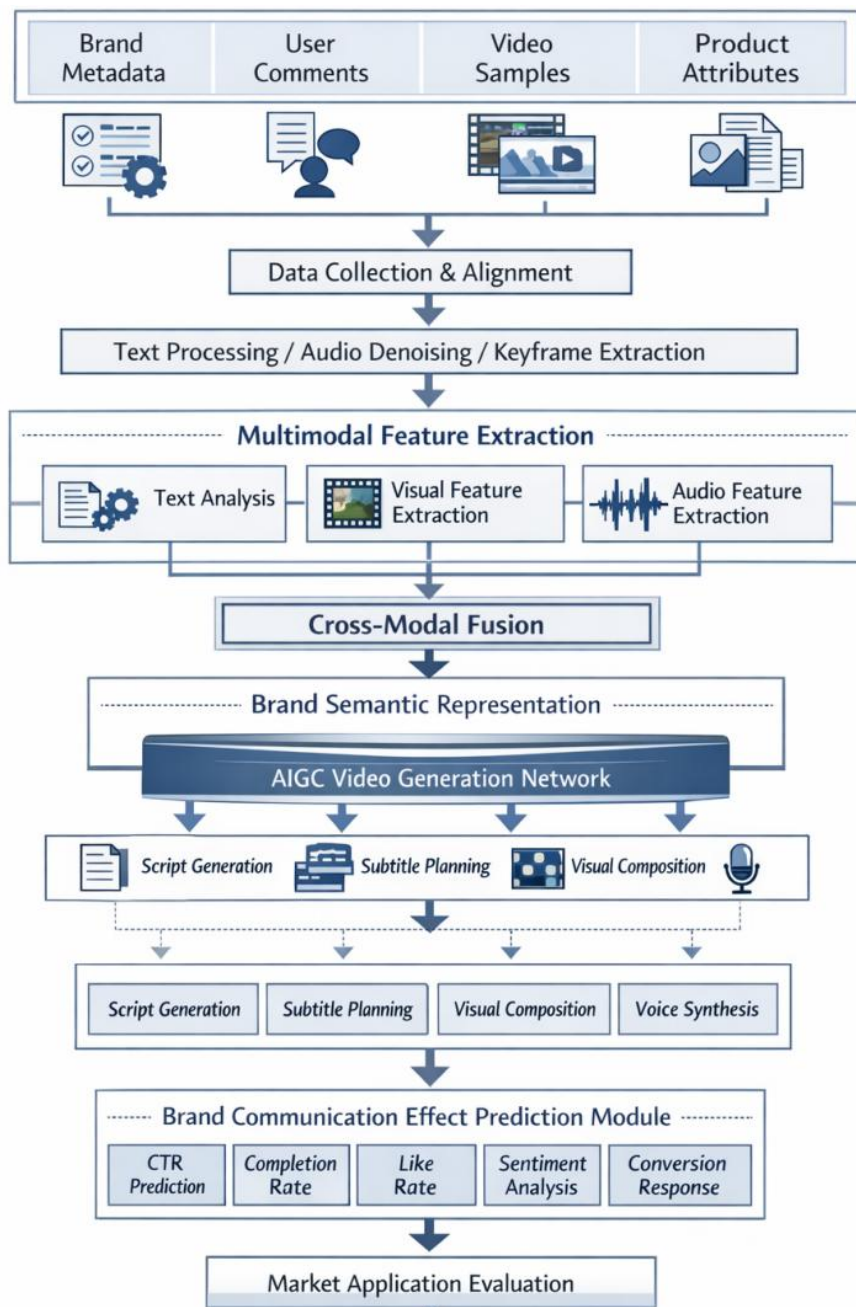 Brand
Metadata
User
Comments
Video
Samples
Product
Attributes
Data Collection & Alignment
Text Processing / Audio Denoising / Keyframe Extraction
Multimodal Feature Extraction
Text Analysis
Visual Feature
Extraction
Audio Feature
Extraction
Cross-Modal Fusion
Brand Semantic Representation
AIGC Video Generation Network
Script Generation
Subtitle Planning
Visual Composition
Script Generation
Subtitle Planning
Visual Composition
Voice Synthesis
Brand Communication Effect Prediction Module
CTR
Prediction
Completion
Rate
Like
Rate
Sentiment
Analysis
Conversion
Response
Market Application Evaluation